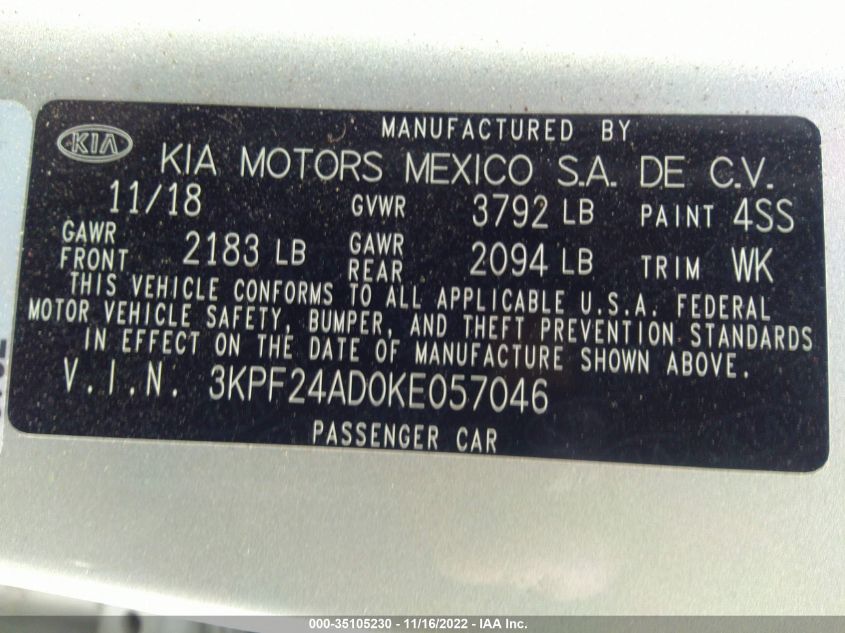 MANUFACTURED BY
KIA KIA MOTORS MEXICO S.A. DE C.V.
11/18 GVWR 3792 LB PAINT 4SS
GAWR FRONT 2183 LB GAWR REAR 2094 LB TRIM WK
THIS VEHICLE CONFORMS TO ALL APPLICABLE U.S.A. FEDERAL
MOTOR VEHICLE SAFETY, BUMPER, AND THEFT PREVENTION STANDARDS
IN EFFECT ON THE DATE OF MANUFACTURE SHOWN ABOVE.
V.I.N. 3KPF24AD0KE057046
PASSENGER CAR
000-35105230 - 11/16/2022 - IAA Inc.